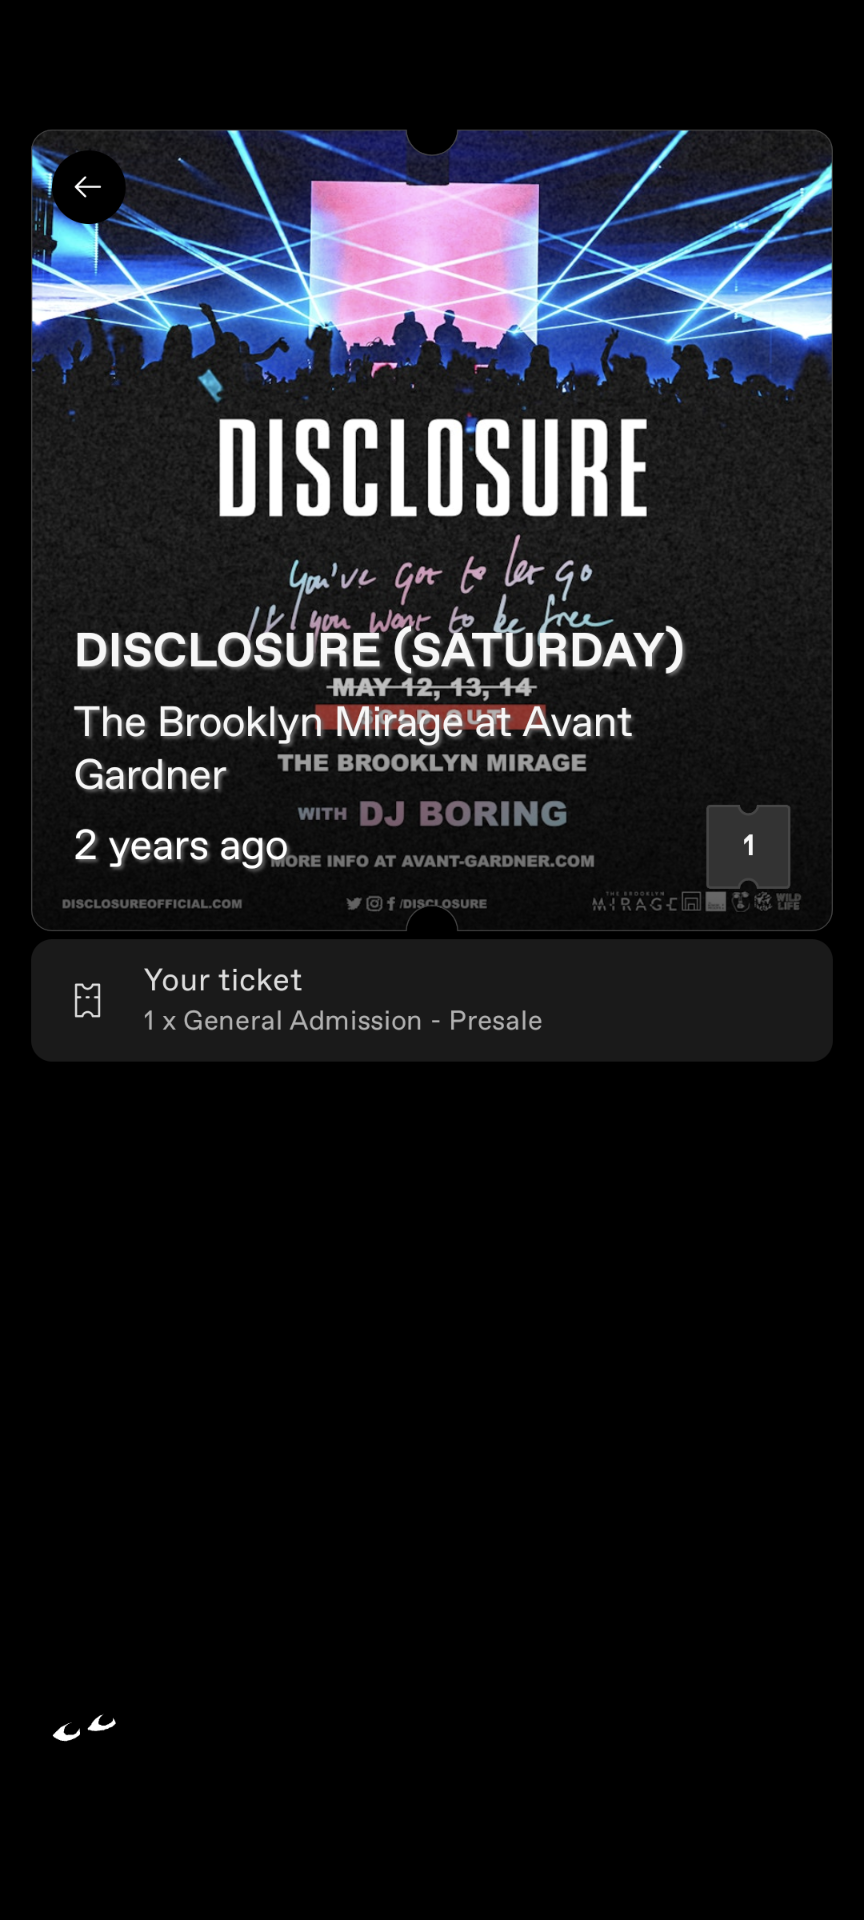 DISCLOSURE
you've got to let go
If you want to be free
DISCLOSURE (SATURDAY)
MAY 12, 13, 14
SOLD OUT
The Brooklyn Mirage at Avant
Gardner
THE BROOKLYN MIRAGE
WITH DJ BORING
2 years ago
MORE INFO AT AVANT-GARDNER.COM
1
DISCLOSUREOFFICIAL.COM
/DISCLOSURE
THE BROOKLYN
MIRAGE
WILD
LIFE
Your ticket
1 x General Admission - Presale